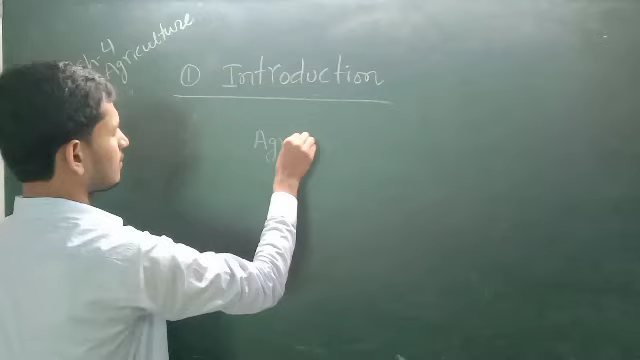 Ch-4
Agriculture
① Introduction
Ag